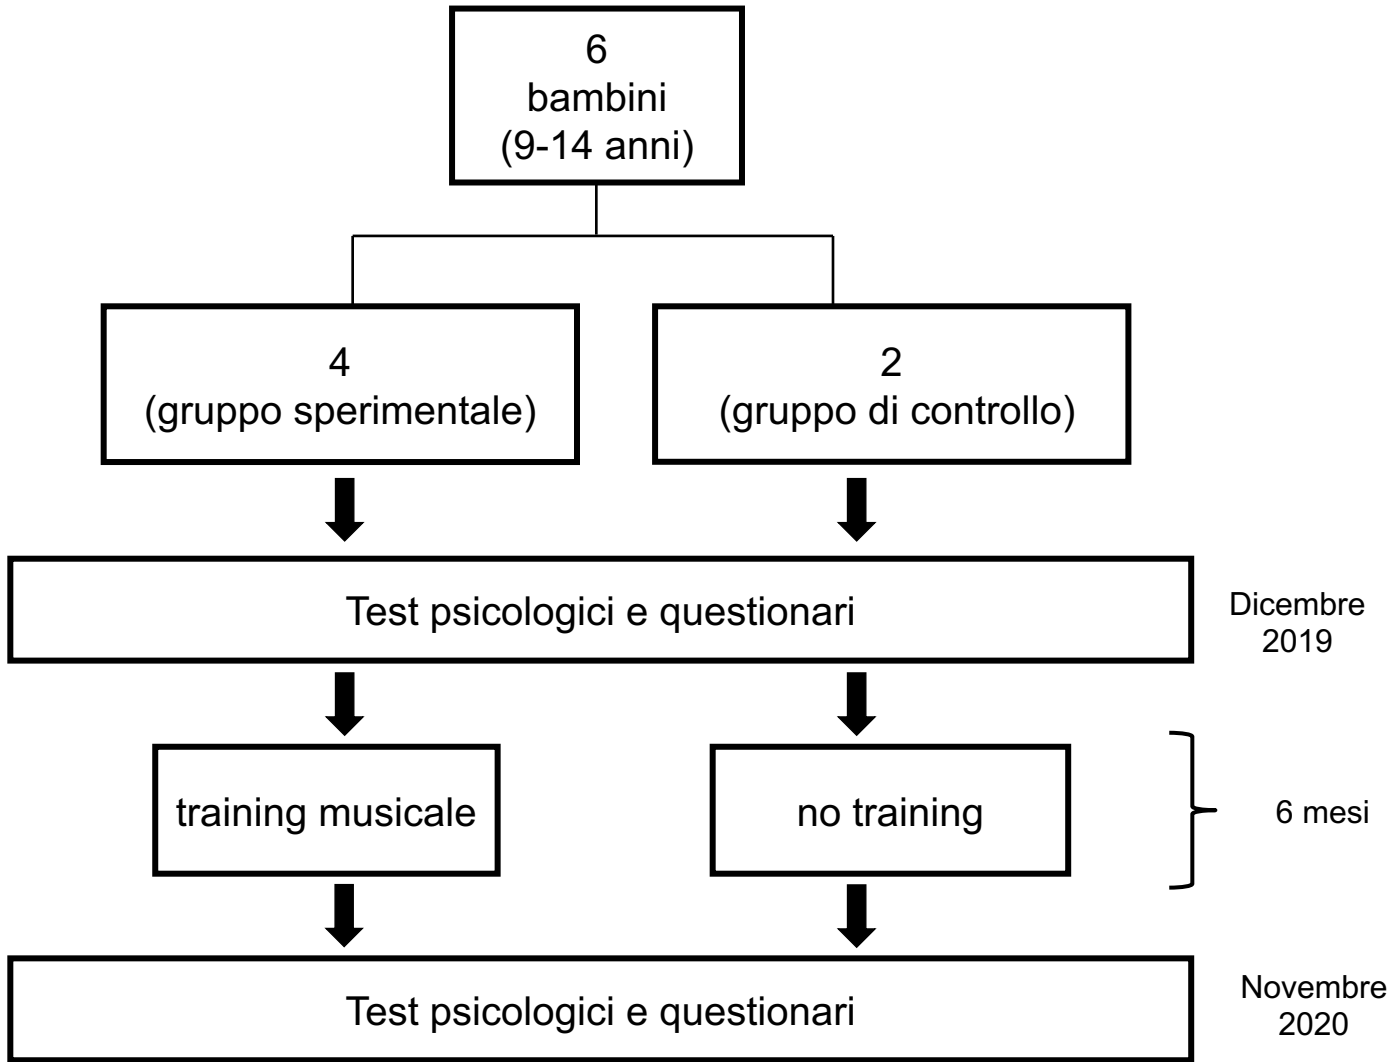 6
bambini
(9-14 anni)
4
(gruppo sperimentale)
2
(gruppo di controllo)
Test psicologici e questionari
Dicembre
2019
training musicale
no training
6 mesi
Test psicologici e questionari
Novembre
2020